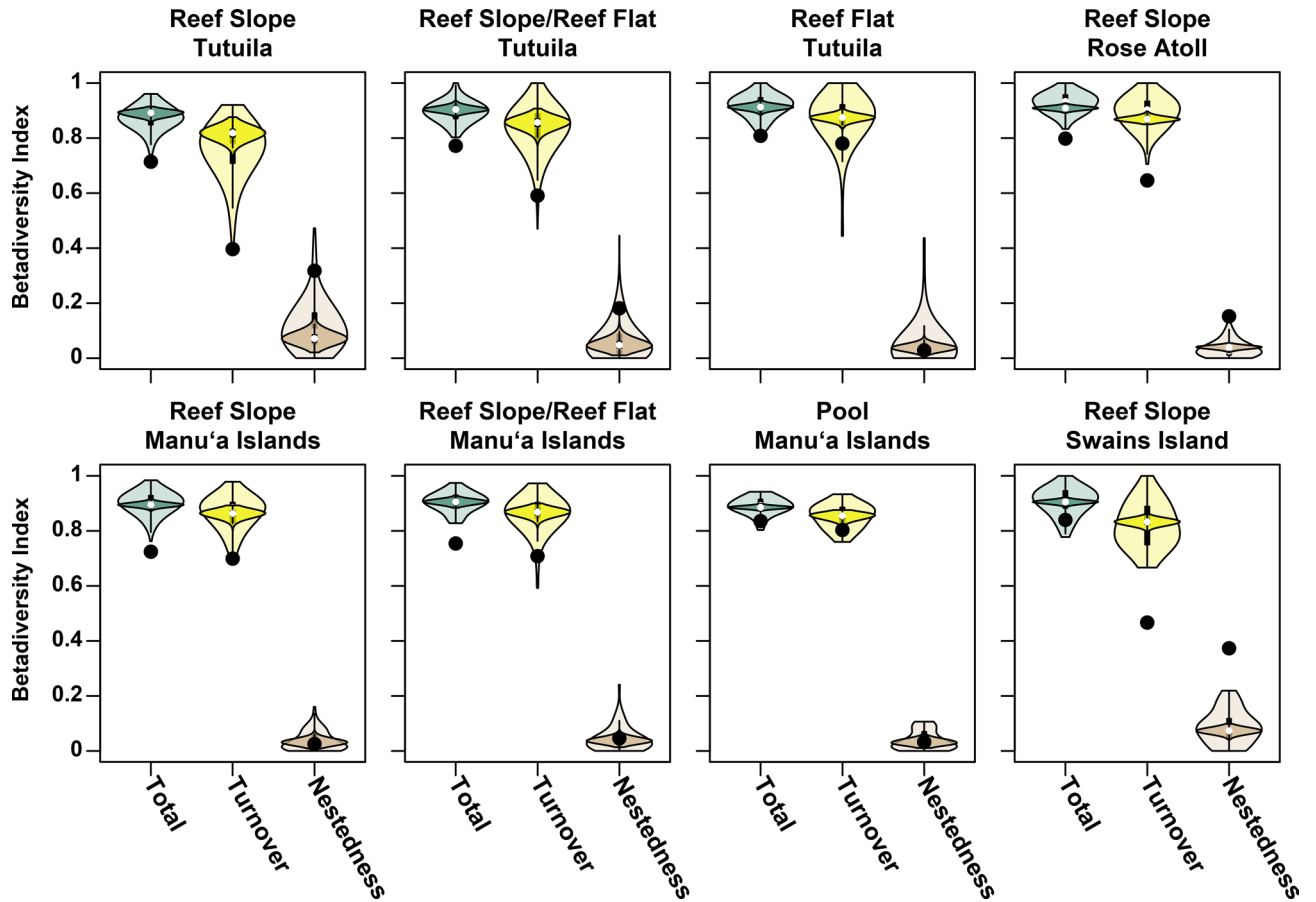 Reef Slope
Tutuila
Reef Slope/Reef Flat
Tutuila
Reef Flat
Tutuila
Reef Slope
Rose Atoll
Betadiversity Index
1
0.8
0.6
0.4
0.2
0
Reef Slope
Manu‘a Islands
Reef Slope/Reef Flat
Manu‘a Islands
Pool
Manu‘a Islands
Reef Slope
Swains Island
Betadiversity Index
1
0.8
0.6
0.4
0.2
0
Total
Turnover
Nestedness
Total
Turnover
Nestedness
Total
Turnover
Nestedness
Total
Turnover
Nestedness